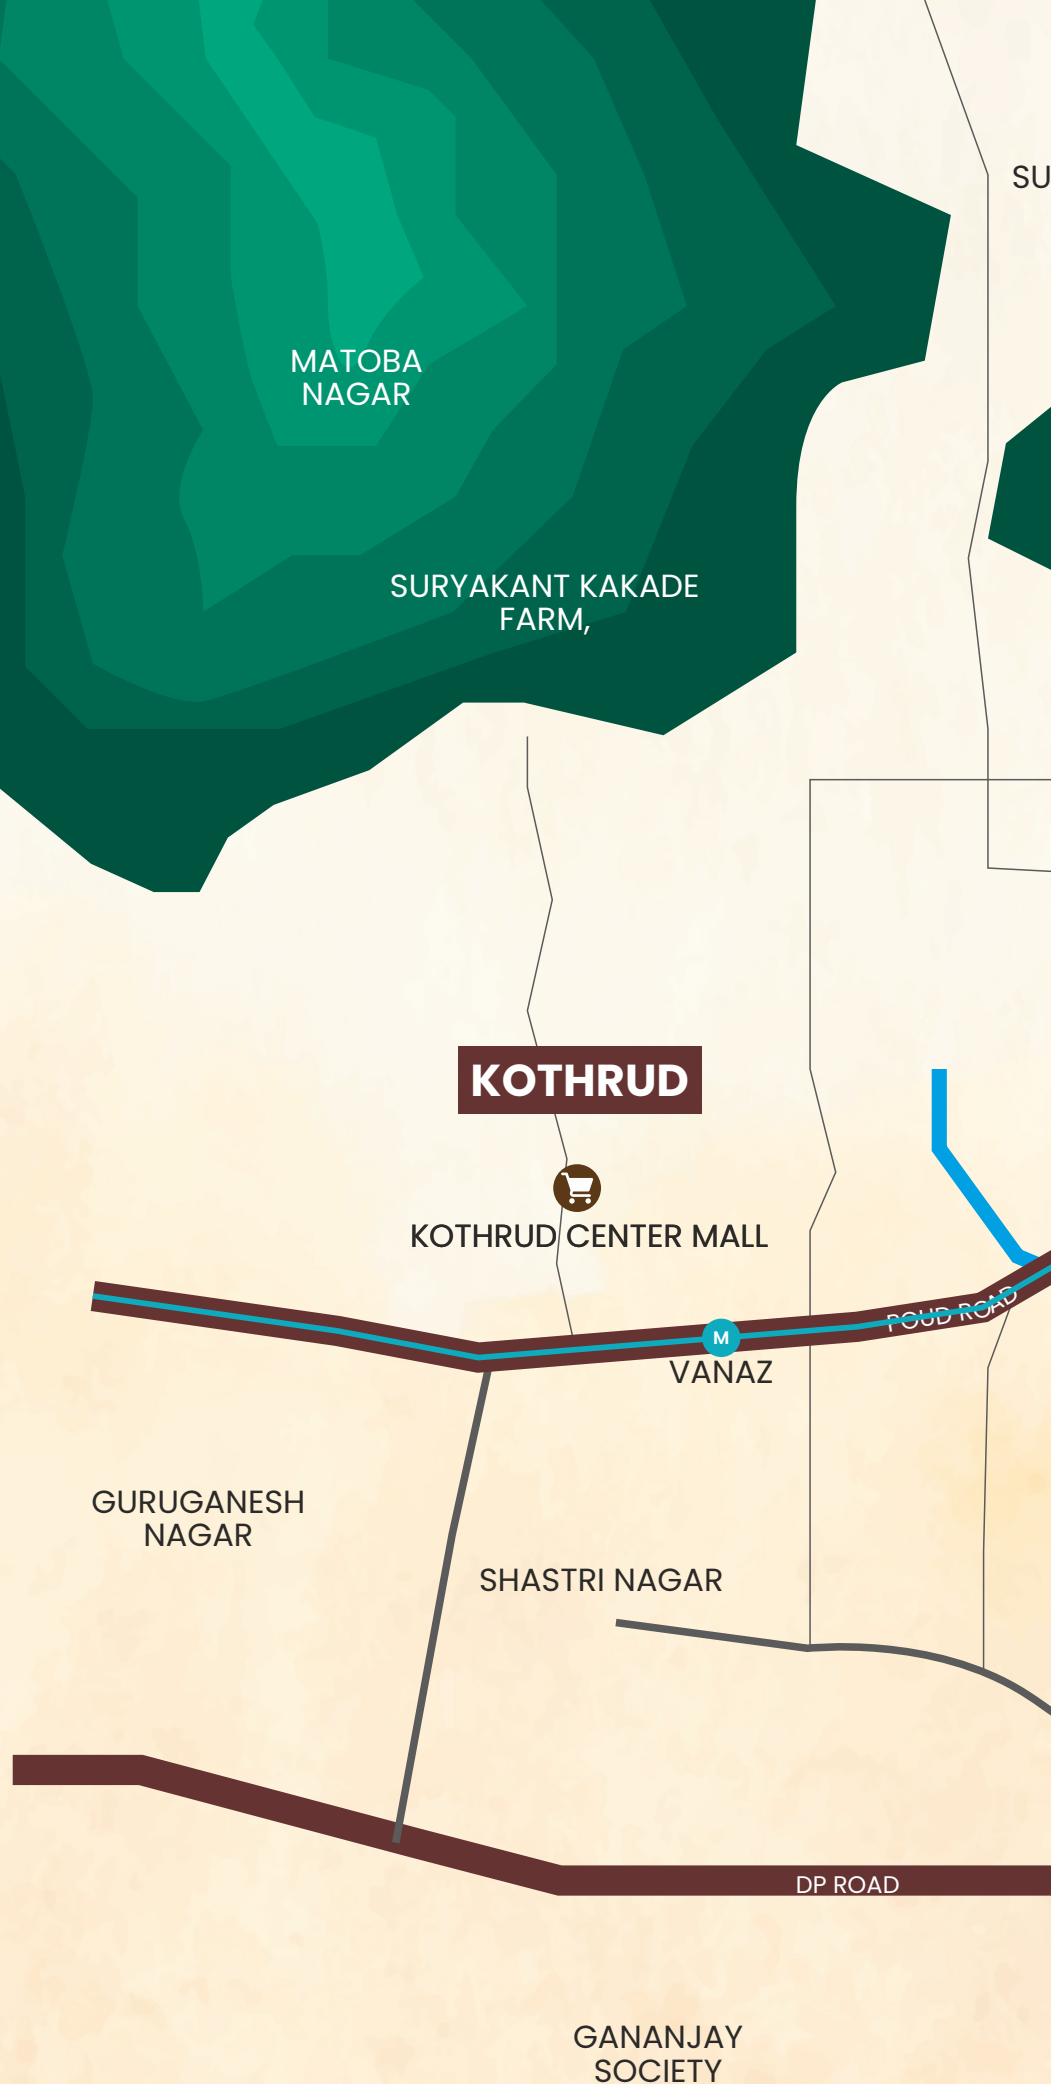 SU
MATOBA
NAGAR
SURYAKANT KAKADE
FARM,
KOTHRUD
KOTHRUD CENTER MALL
POUD ROAD
M
VANAZ
GURUGANESH
NAGAR
SHASTRI NAGAR
DP ROAD
GANANJAY
SOCIETY